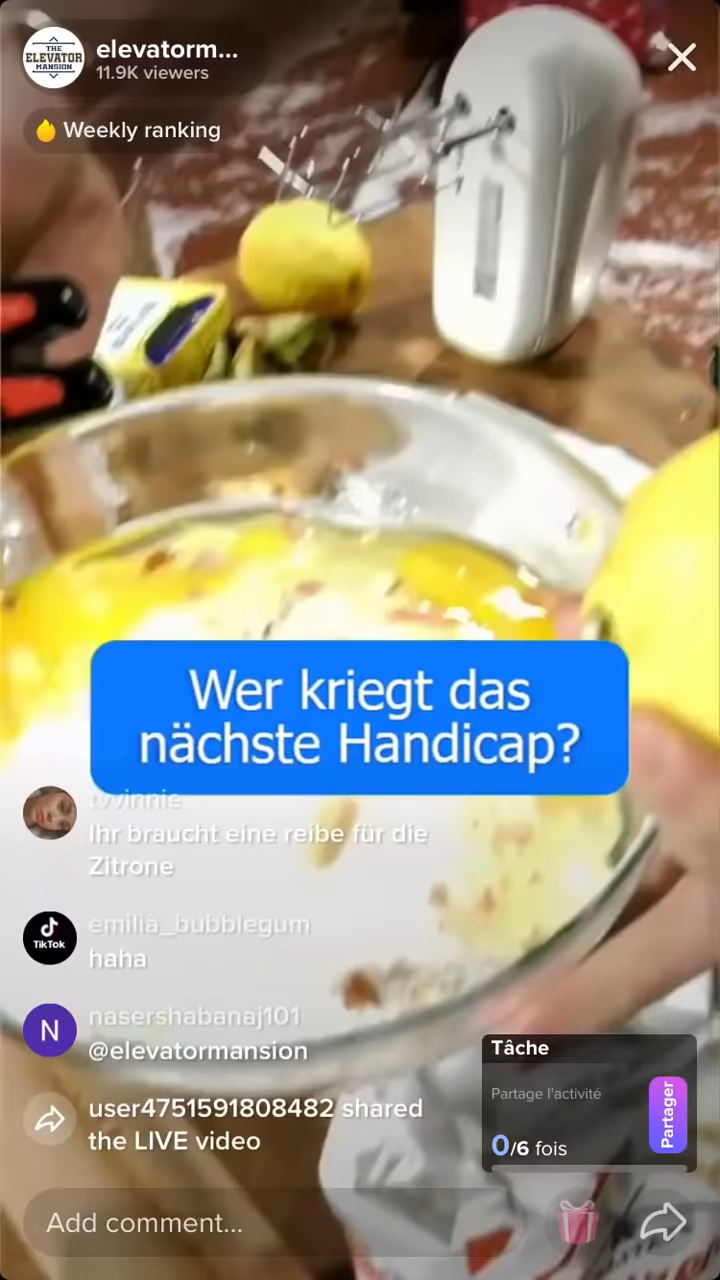 THE
ELEVATOR
MANSION
elevatorm...
11.9K viewers
Weekly ranking
Wer kriegt das
nächste Handicap?
tvvinnie
Ihr braucht eine reibe für die
Zitrone
TikTok
emilia_bubblegum
haha
N
nasershabanaj101
@elevatormansion
user4751591808482 shared
the LIVE video
Tâche
Partage l'activité
Partager
0/6 fois
Add comment...